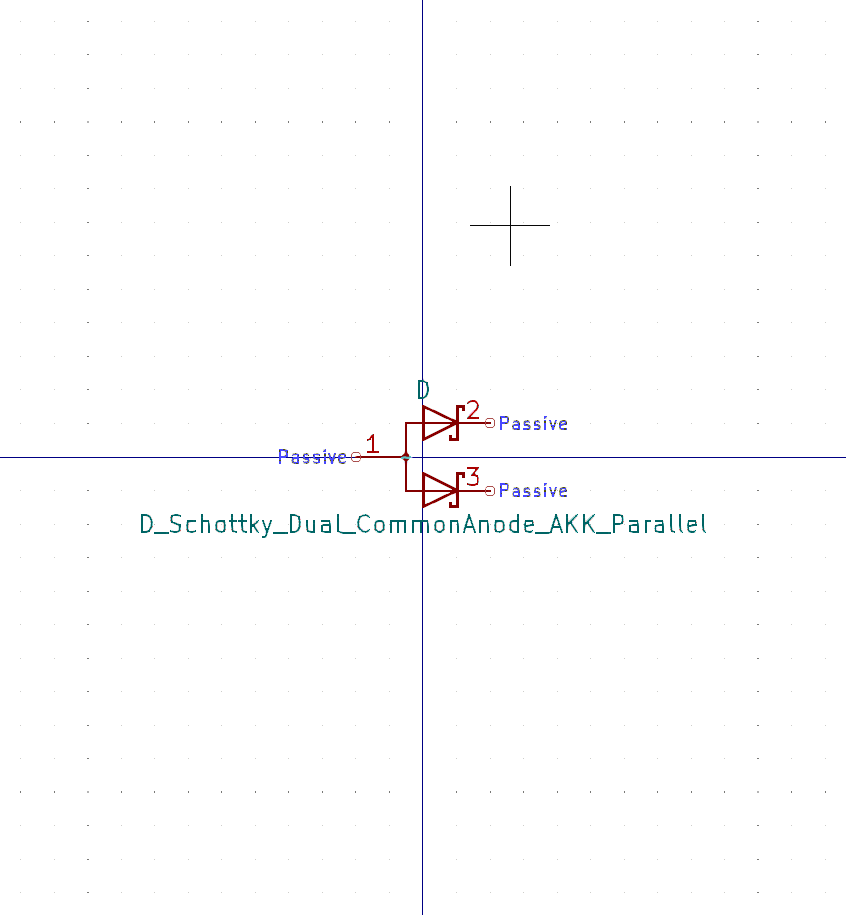 D
2 Passive
Passive 1
3 Passive
D_Schottky_Dual_CommonAnode_AKK_Parallel